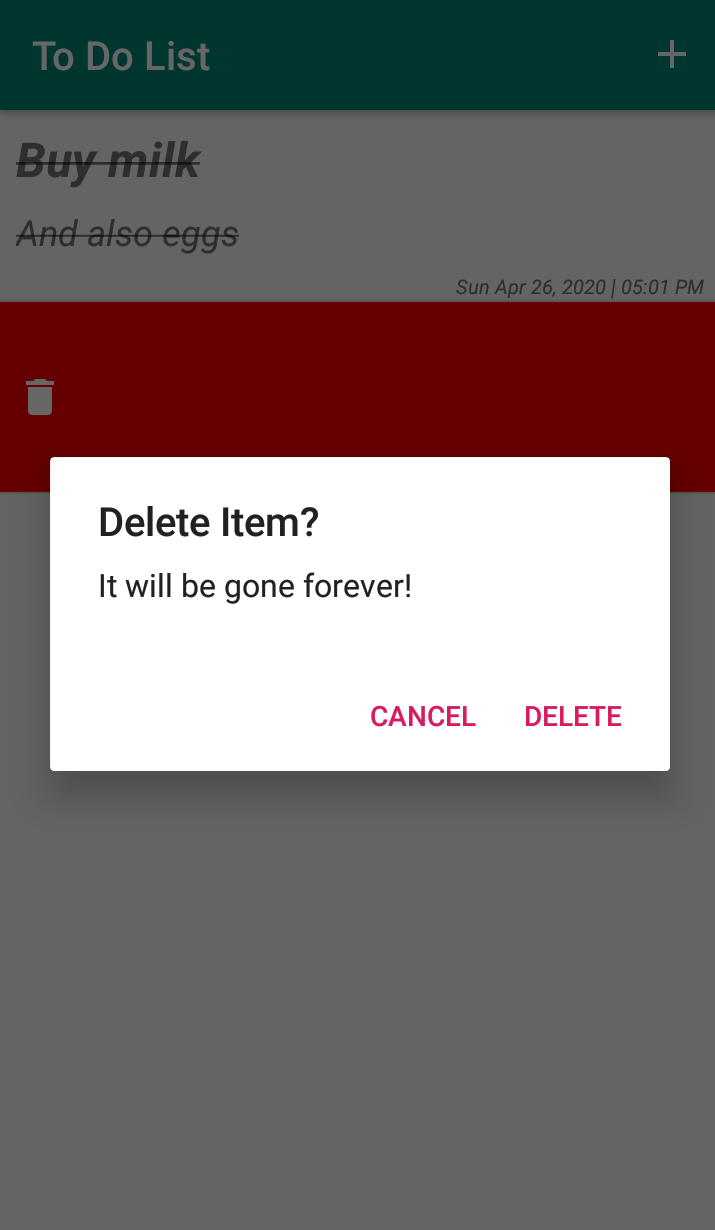 To Do List
Buy milk
And also eggs
Sun Apr 26, 2020 | 05:01 PM
Delete Item?
It will be gone forever!
CANCEL DELETE